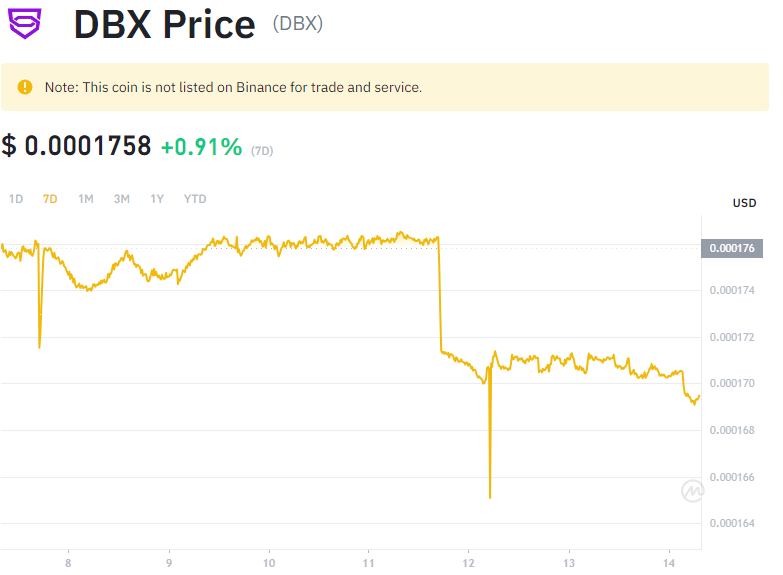 DBX Price (DBX)
Note: This coin is not listed on Binance for trade and service.
$ 0.0001758 +0.91% (7D)
1D 7D 1M 3M 1Y YTD
USD
0.000176
0.000174
0.000172
0.000170
0.000168
0.000166
0.000164
8 9 10 11 12 13 14